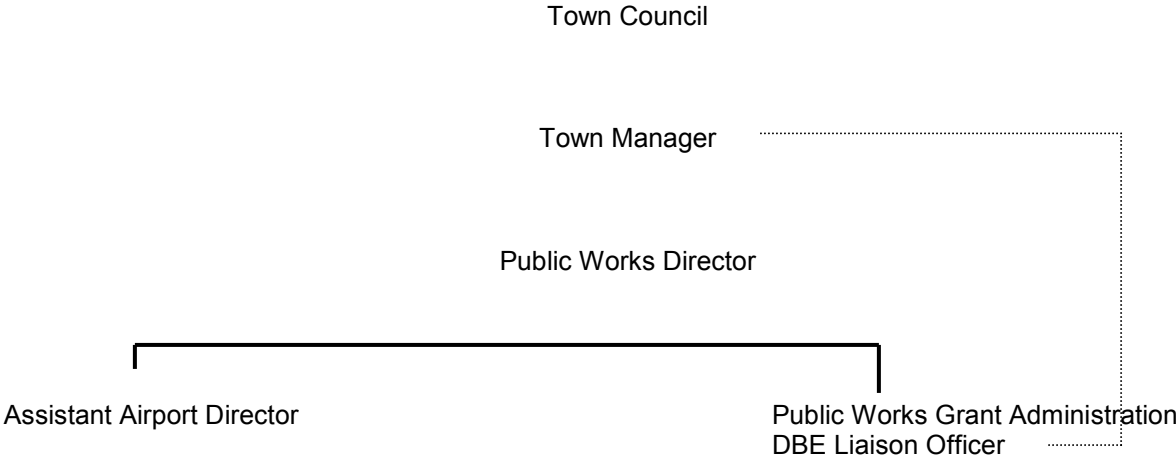 Town Council
Town Manager
Public Works Director
Assistant Airport Director
Public Works Grant Administration
DBE Liaison Officer